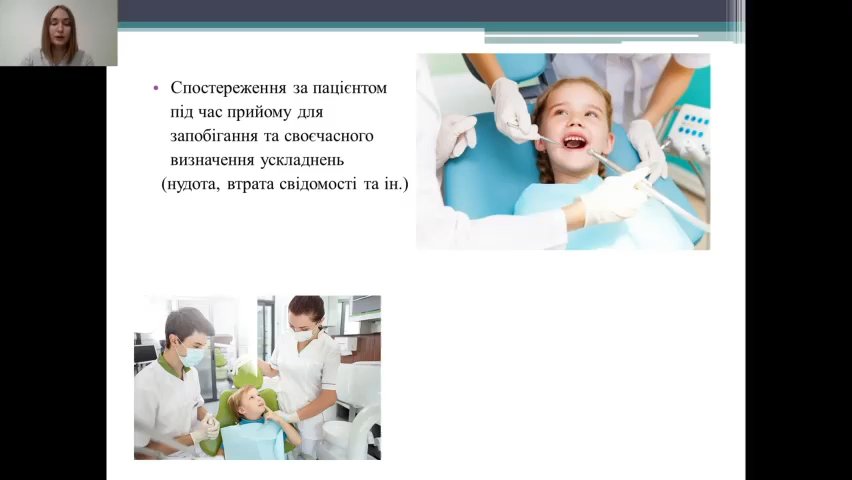 • Спостереження за пацієнтом
під час прийому для
запобігання та своєчасного
визначення ускладнень
(нудота, втрата свідомості та ін.)